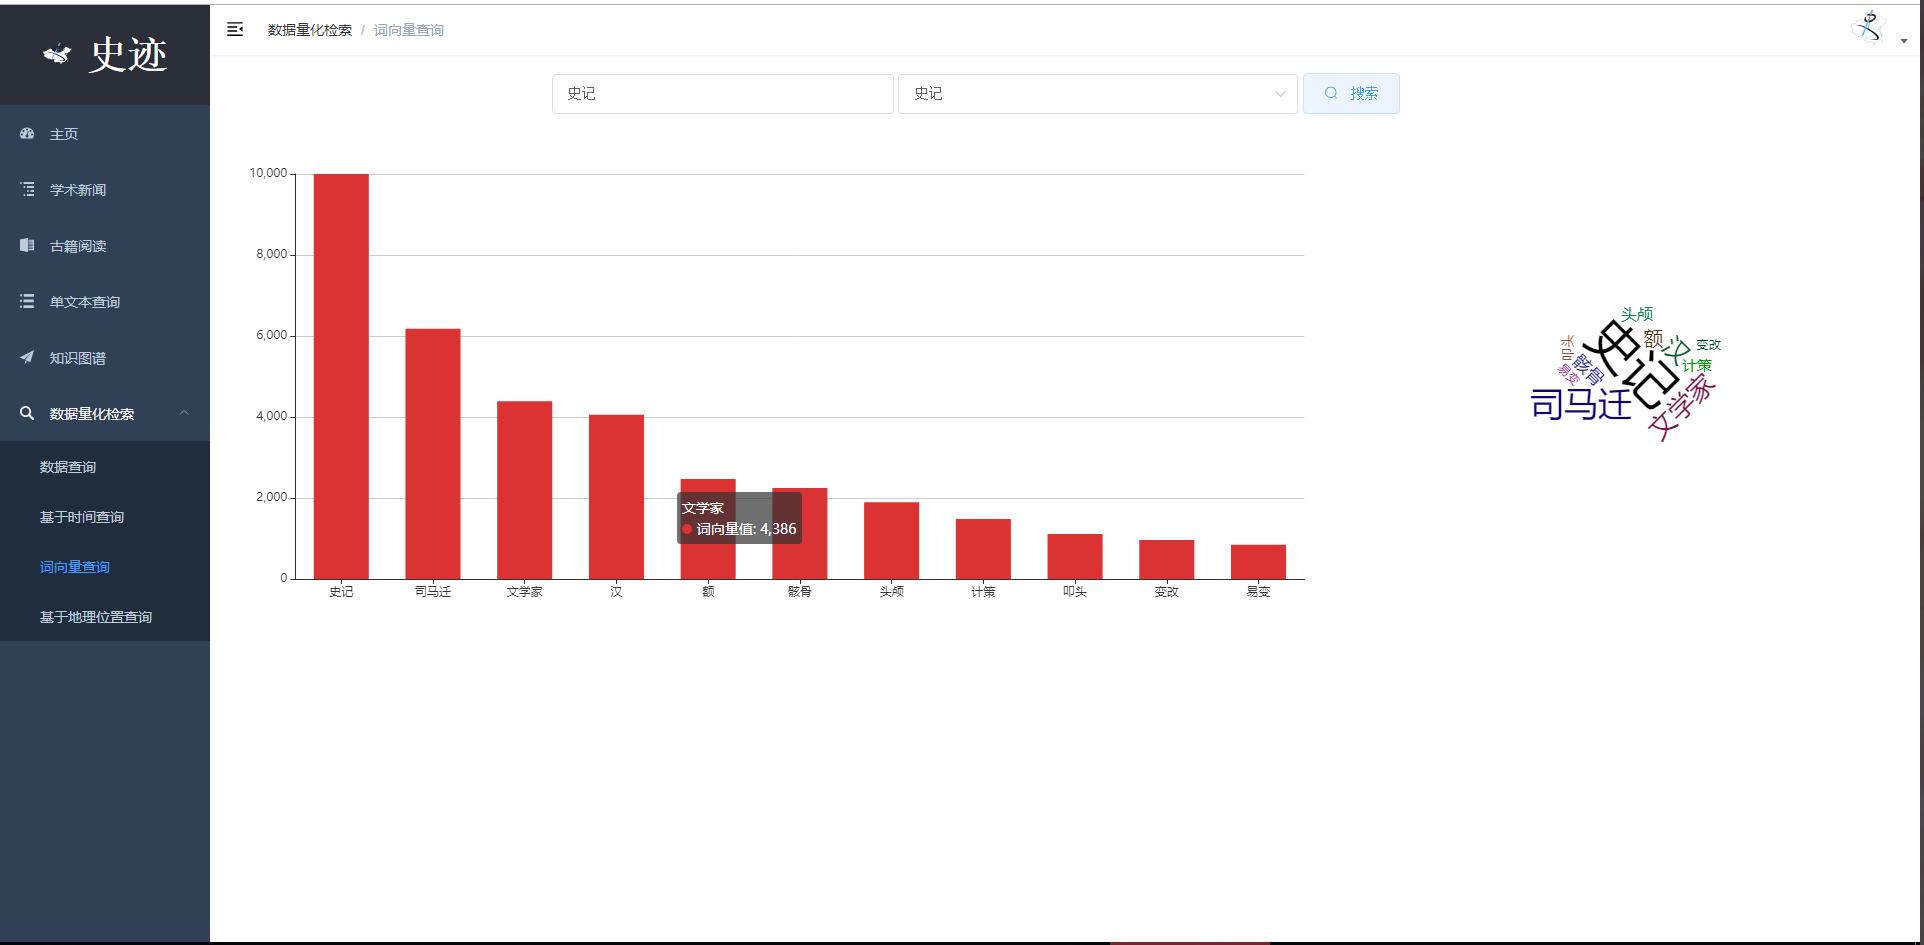 史迹
主页
学术新闻
古籍阅读
单文本查询
知识图谱
数据量化检索
数据查询
基于时间查询
词向量查询
基于地理位置查询
数据量化检索 / 词向量查询
史记
史记
搜索
10,000
8,000
6,000
4,000
2,000
0
文学家
词向量值: 4,386
史记 司马迁 文学家 汉 额 骸骨 头颅 计策 叩头 变改 易变
头颅
额
汉
变改
叩头
史记
计策
骸骨
易变
司马迁
文学家